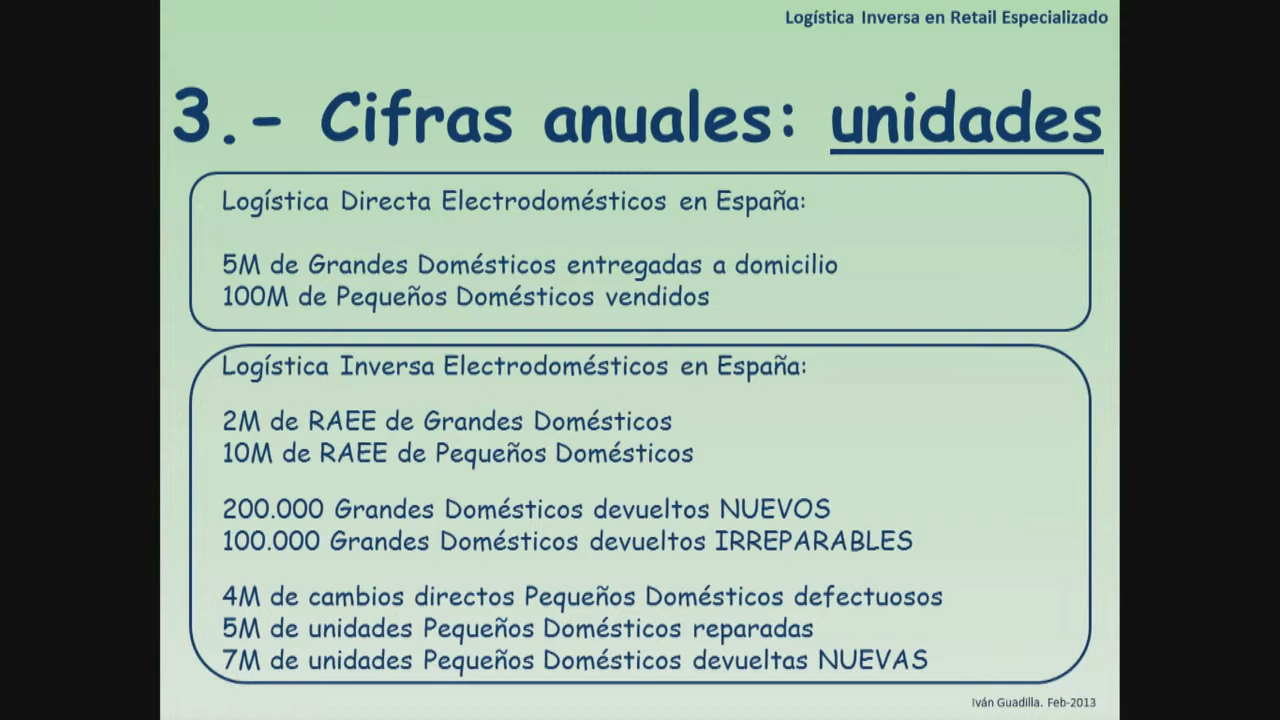 Logística Inversa en Retail Especializado
3.- Cifras anuales: unidades
Logística Directa Electrodomésticos en España:
5M de Grandes Domésticos entregadas a domicilio
100M de Pequeños Domésticos vendidos
Logística Inversa Electrodomésticos en España:
2M de RAEE de Grandes Domésticos
10M de RAEE de Pequeños Domésticos
200.000 Grandes Domésticos devueltos NUEVOS
100.000 Grandes Domésticos devueltos IRREPARABLES
4M de cambios directos Pequeños Domésticos defectuosos
5M de unidades Pequeños Domésticos reparadas
7M de unidades Pequeños Domésticos devueltas NUEVAS
Iván Guadilla. Feb-2013